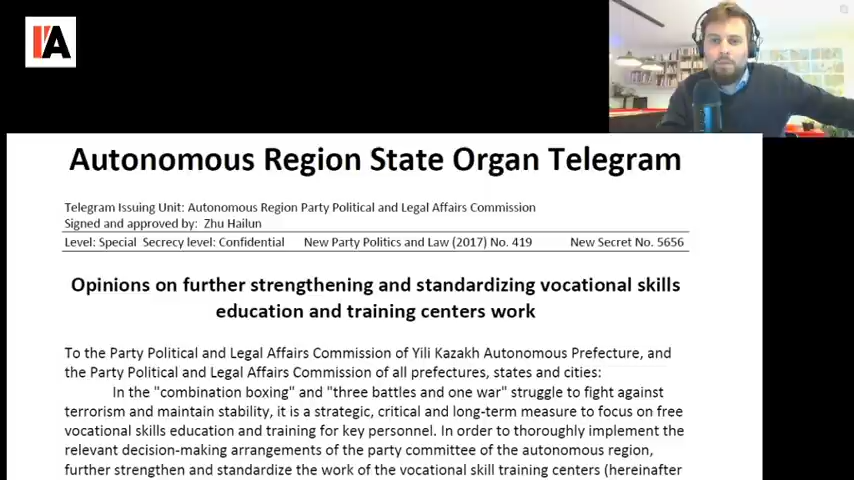 IA
Autonomous Region State Organ Telegram
Telegram Issuing Unit: Autonomous Region Party Political and Legal Affairs Commission
Signed and approved by: Zhu Hailun
Level: Special Secrecy level: Confidential New Party Politics and Law (2017) No. 419 New Secret No. 5656
Opinions on further strengthening and standardizing vocational skills
education and training centers work
To the Party Political and Legal Affairs Commission of Yili Kazakh Autonomous Prefecture, and
the Party Political and Legal Affairs Commission of all prefectures, states and cities:
In the "combination boxing" and "three battles and one war" struggle to fight against
terrorism and maintain stability, it is a strategic, critical and long-term measure to focus on free
vocational skills education and training for key personnel. In order to thoroughly implement the
relevant decision-making arrangements of the party committee of the autonomous region,
further strengthen and standardize the work of the vocational skill training centers (hereinafter